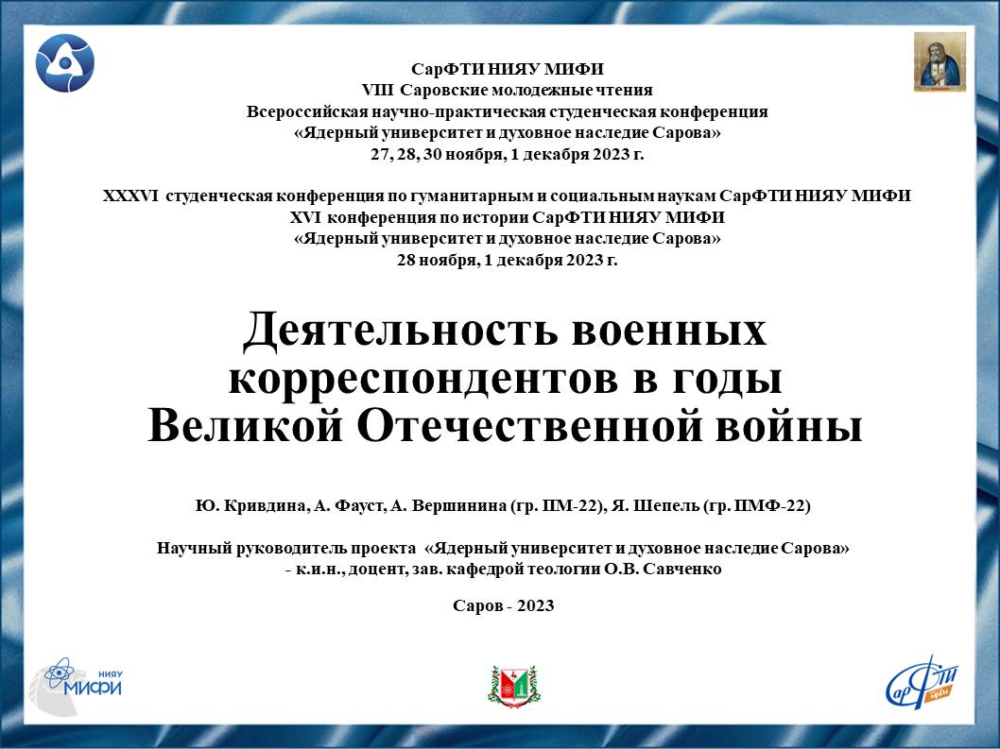 СарФТИ НИЯУ МИФИ
VIII Саровские молодежные чтения
Всероссийская научно-практическая студенческая конференция
«Ядерный университет и духовное наследие Сарова»
27, 28, 30 ноября, 1 декабря 2023 г.
XXXVI студенческая конференция по гуманитарным и социальным наукам СарФТИ НИЯУ МИФИ
XVI конференция по истории СарФТИ НИЯУ МИФИ
«Ядерный университет и духовное наследие Сарова»
28 ноября, 1 декабря 2023 г.
Деятельность военных
корреспондентов в годы
Великой Отечественной войны
Ю. Кривдина, А. Фауст, А. Вершинина (гр. ПМ-22), Я. Шепель (гр. ПМФ-22)
Научный руководитель проекта «Ядерный университет и духовное наследие Сарова»
- к.и.н., доцент, зав. кафедрой теологии О.В. Савченко
Саров - 2023
НИЯУ
МИФИ
СарФТИ
МИФИ